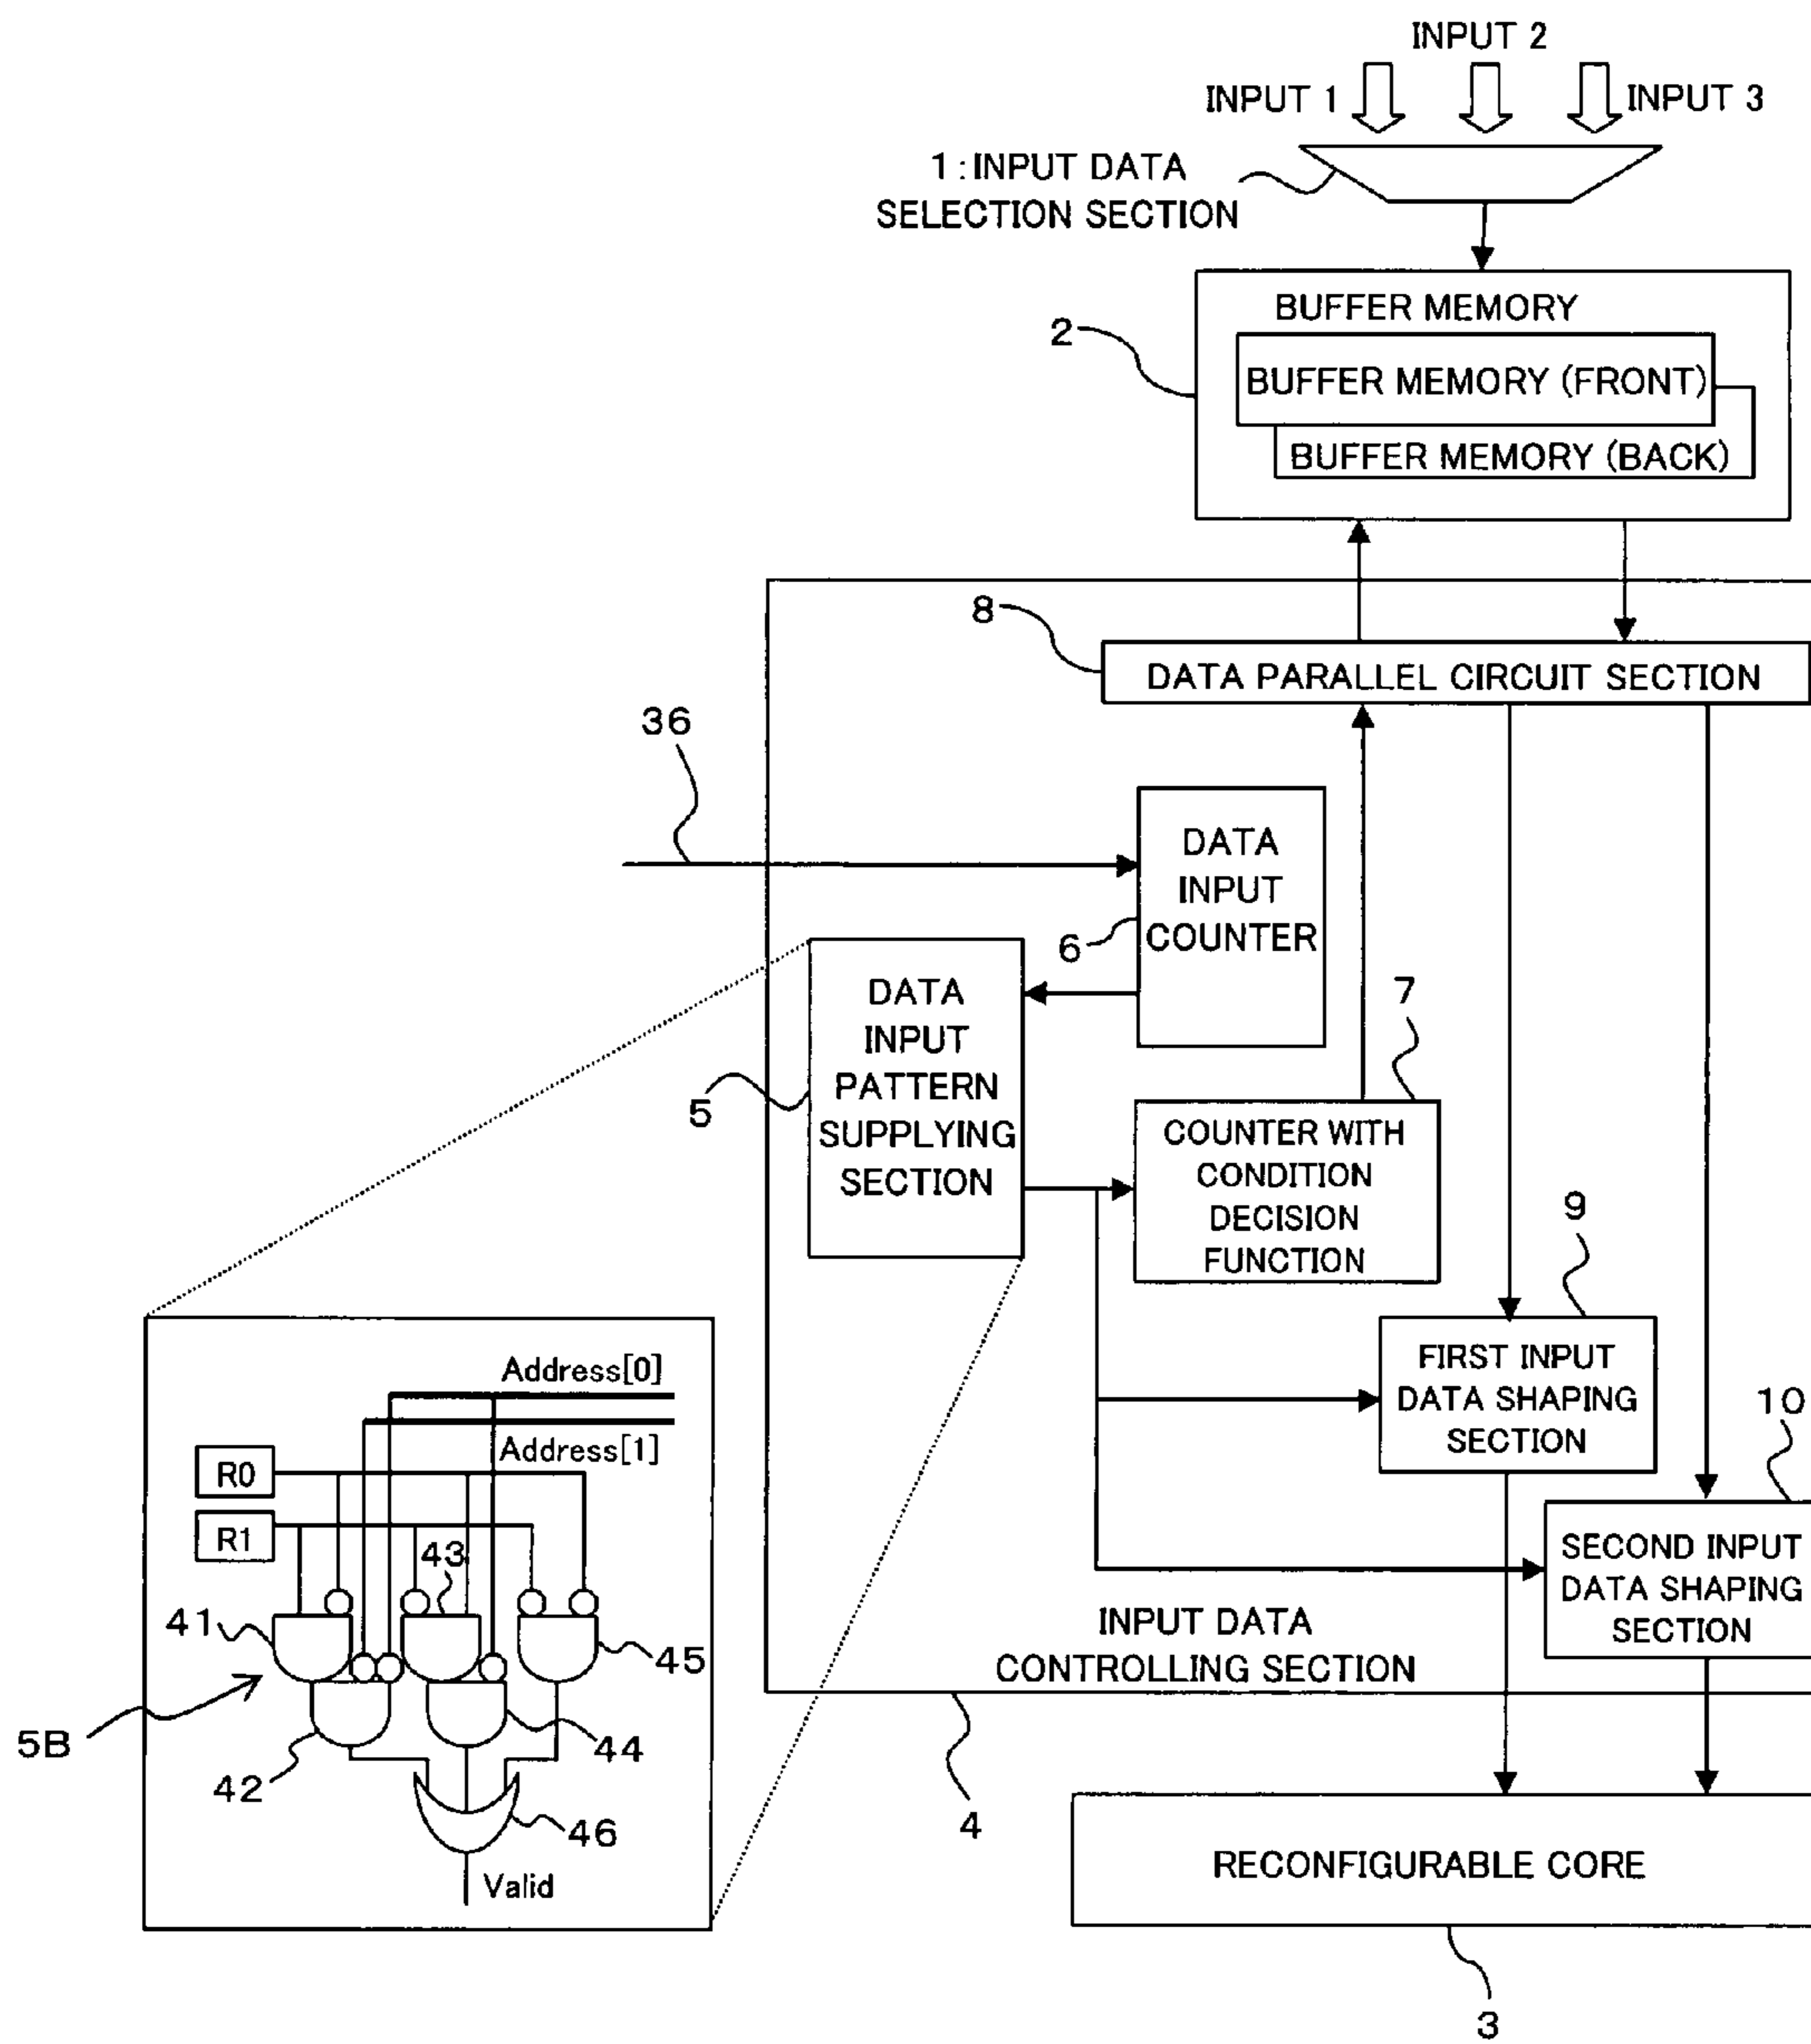 INPUT 2
INPUT 1
INPUT 3
1:INPUT DATA
SELECTION SECTION
BUFFER MEMORY
2
BUFFER MEMORY (FRONT)
BUFFER MEMORY (BACK)
8
DATA PARALLEL CIRCUIT SECTION
36
DATA
INPUT
COUNTER
6
DATA
INPUT
PATTERN
SUPPLYING
SECTION
5
7
COUNTER WITH
CONDITION
DECISION
FUNCTION
9
FIRST INPUT
DATA SHAPING
SECTION
10
SECOND INPUT
DATA SHAPING
SECTION
INPUT DATA
CONTROLLING SECTION
4
Address[0]
Address[1]
R0
R1
43
41
45
5B
42
44
46
Valid
RECONFIGURABLE CORE
3